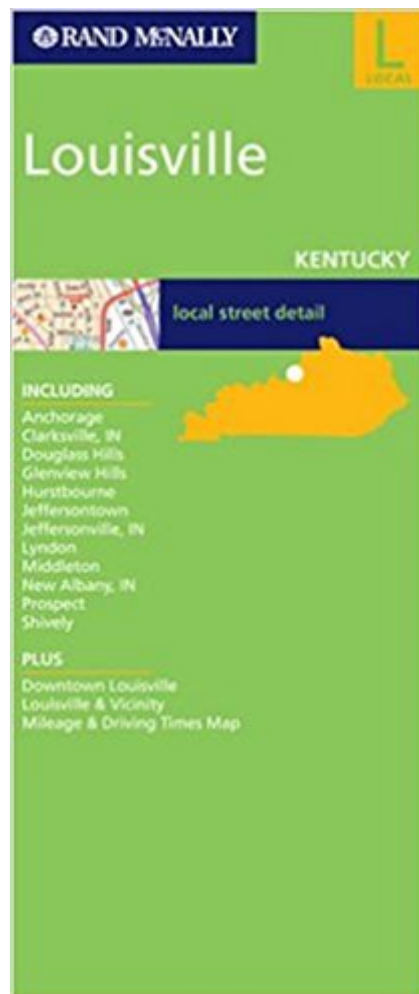 RAND MCNALLY
L
LOCAL
Louisville
KENTUCKY
local street detail
INCLUDING
Anchorage
Clarksville, IN
Douglass Hills
Glenview Hills
Hurstbourne
Jeffersontown
Jeffersonville, IN
Lyndon
Middleton
New Albany, IN
Prospect
Shively
PLUS
Downtown Louisville
Louisville & Vicinity
Mileage & Driving Times Map